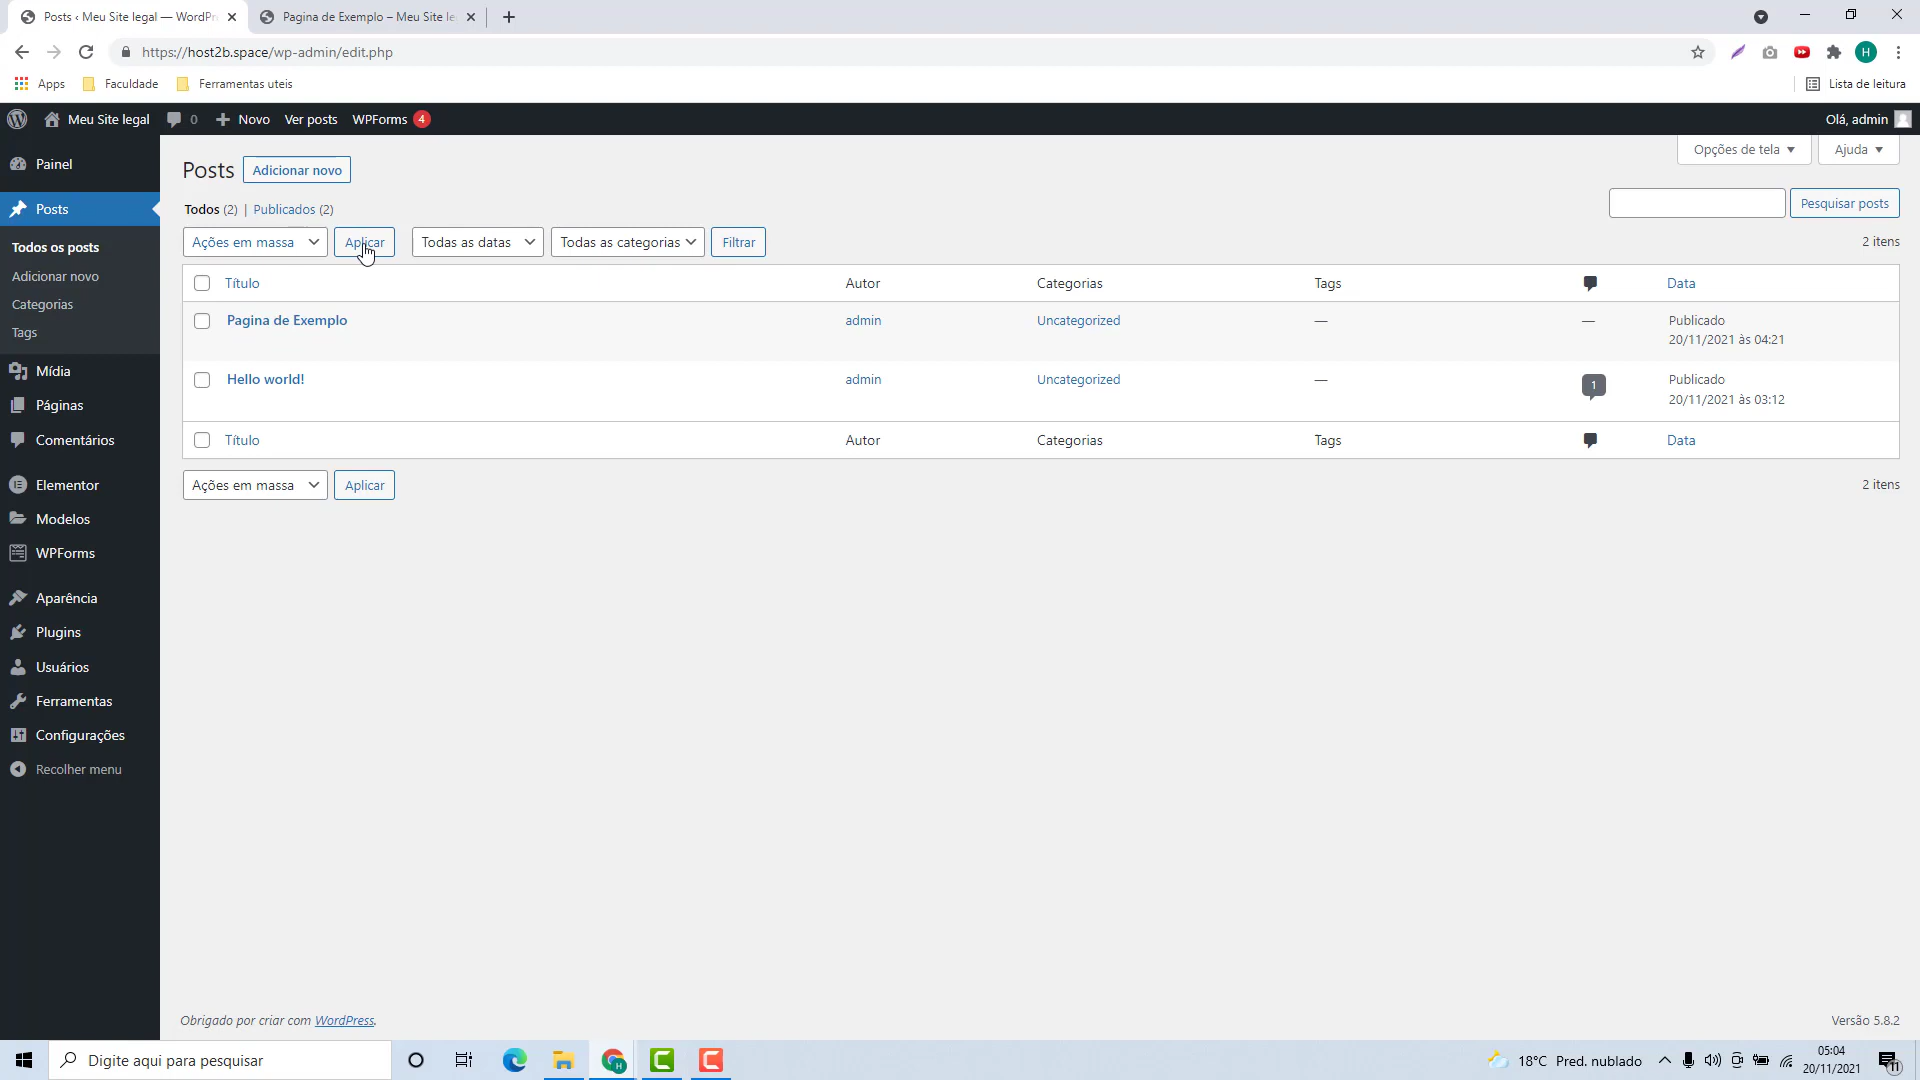 Posts ‹ Meu Site legal — WordPr
Pagina de Exemplo – Meu Site le
https://host2b.space/wp-admin/edit.php
H
Apps
Faculdade
Ferramentas uteis
Lista de leitura
Meu Site legal
0
Novo
Ver posts
WPForms 4
Olá, admin
Painel
Posts
Todos os posts
Adicionar novo
Categorias
Tags
Mídia
Páginas
Comentários
Elementor
Modelos
WPForms
Aparência
Plugins
Usuários
Ferramentas
Configurações
Recolher menu
Opções de tela
Ajuda
Posts Adicionar novo
Todos (2) | Publicados (2)
Pesquisar posts
Ações em massa Aplicar Todas as datas Todas as categorias Filtrar
2 itens
Título Autor Categorias Tags Data
Pagina de Exemplo admin Uncategorized — — Publicado
20/11/2021 às 04:21
Hello world! admin Uncategorized — 1 Publicado
20/11/2021 às 03:12
Título Autor Categorias Tags Data
Ações em massa Aplicar
2 itens
Obrigado por criar com WordPress.
Versão 5.8.2
Digite aqui para pesquisar
H
18°C Pred. nublado
05:04
20/11/2021
11